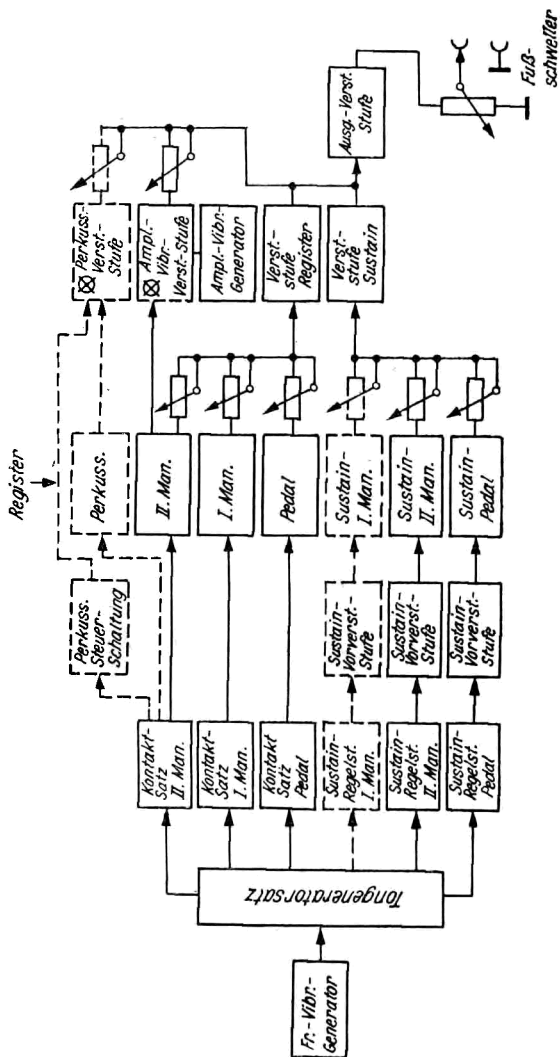 Register
Fr.-Vibr.-
Generator
Tongeneratorsatz
Kontakt-
Satz
II. Man.
Kontakt-
Satz
I. Man.
Kontakt-
Satz
Pedal
Sustain-
Regelst.
I. Man.
Sustain-
Regelst.
II. Man.
Sustain-
Regelst.
Pedal
Perkuss.
Steuer-
Schaltung
Sustain-
Vorverst.-
Stufe
Sustain-
Vorverst.-
Stufe
Sustain-
Vorverst.-
Stufe
Perkuss.
II. Man.
I. Man.
Pedal
Sustain-
I. Man.
Sustain-
II. Man.
Sustain-
Pedal
Perkuss.-
Verst.-
Stufe
Ampl.-
Vibr.-
Verst.-Stufe
Ampl.-Vibr.-
Generator
Verst.-
stufe
Register
Verst.-
stufe
Sustain
Ausg.-Verst.
Stufe
Fuß-
schweller